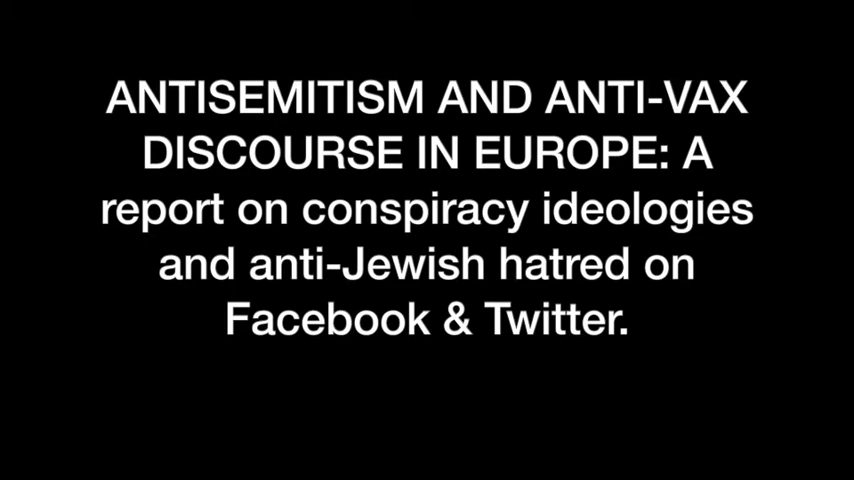 ANTISEMITISM AND ANTI-VAX
DISCOURSE IN EUROPE: A
report on conspiracy ideologies
and anti-Jewish hatred on
Facebook & Twitter.